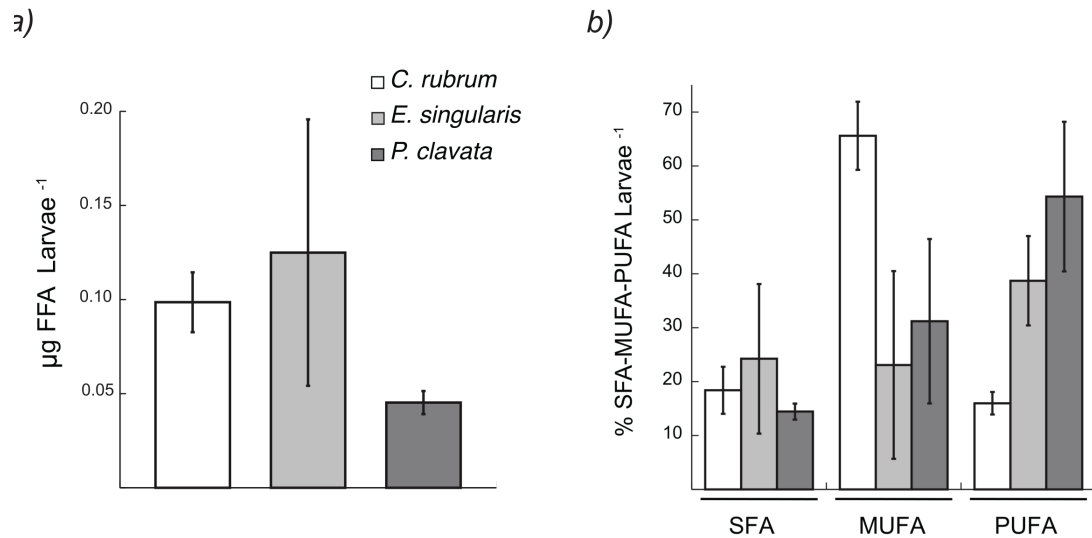 a)
C. rubrum
E. singularis
P. clavata
0.20
0.15
0.10
0.05
µg FFA Larvae⁻¹
b)
70
60
50
40
30
20
10
% SFA-MUFA-PUFA Larvae⁻¹
SFA MUFA PUFA